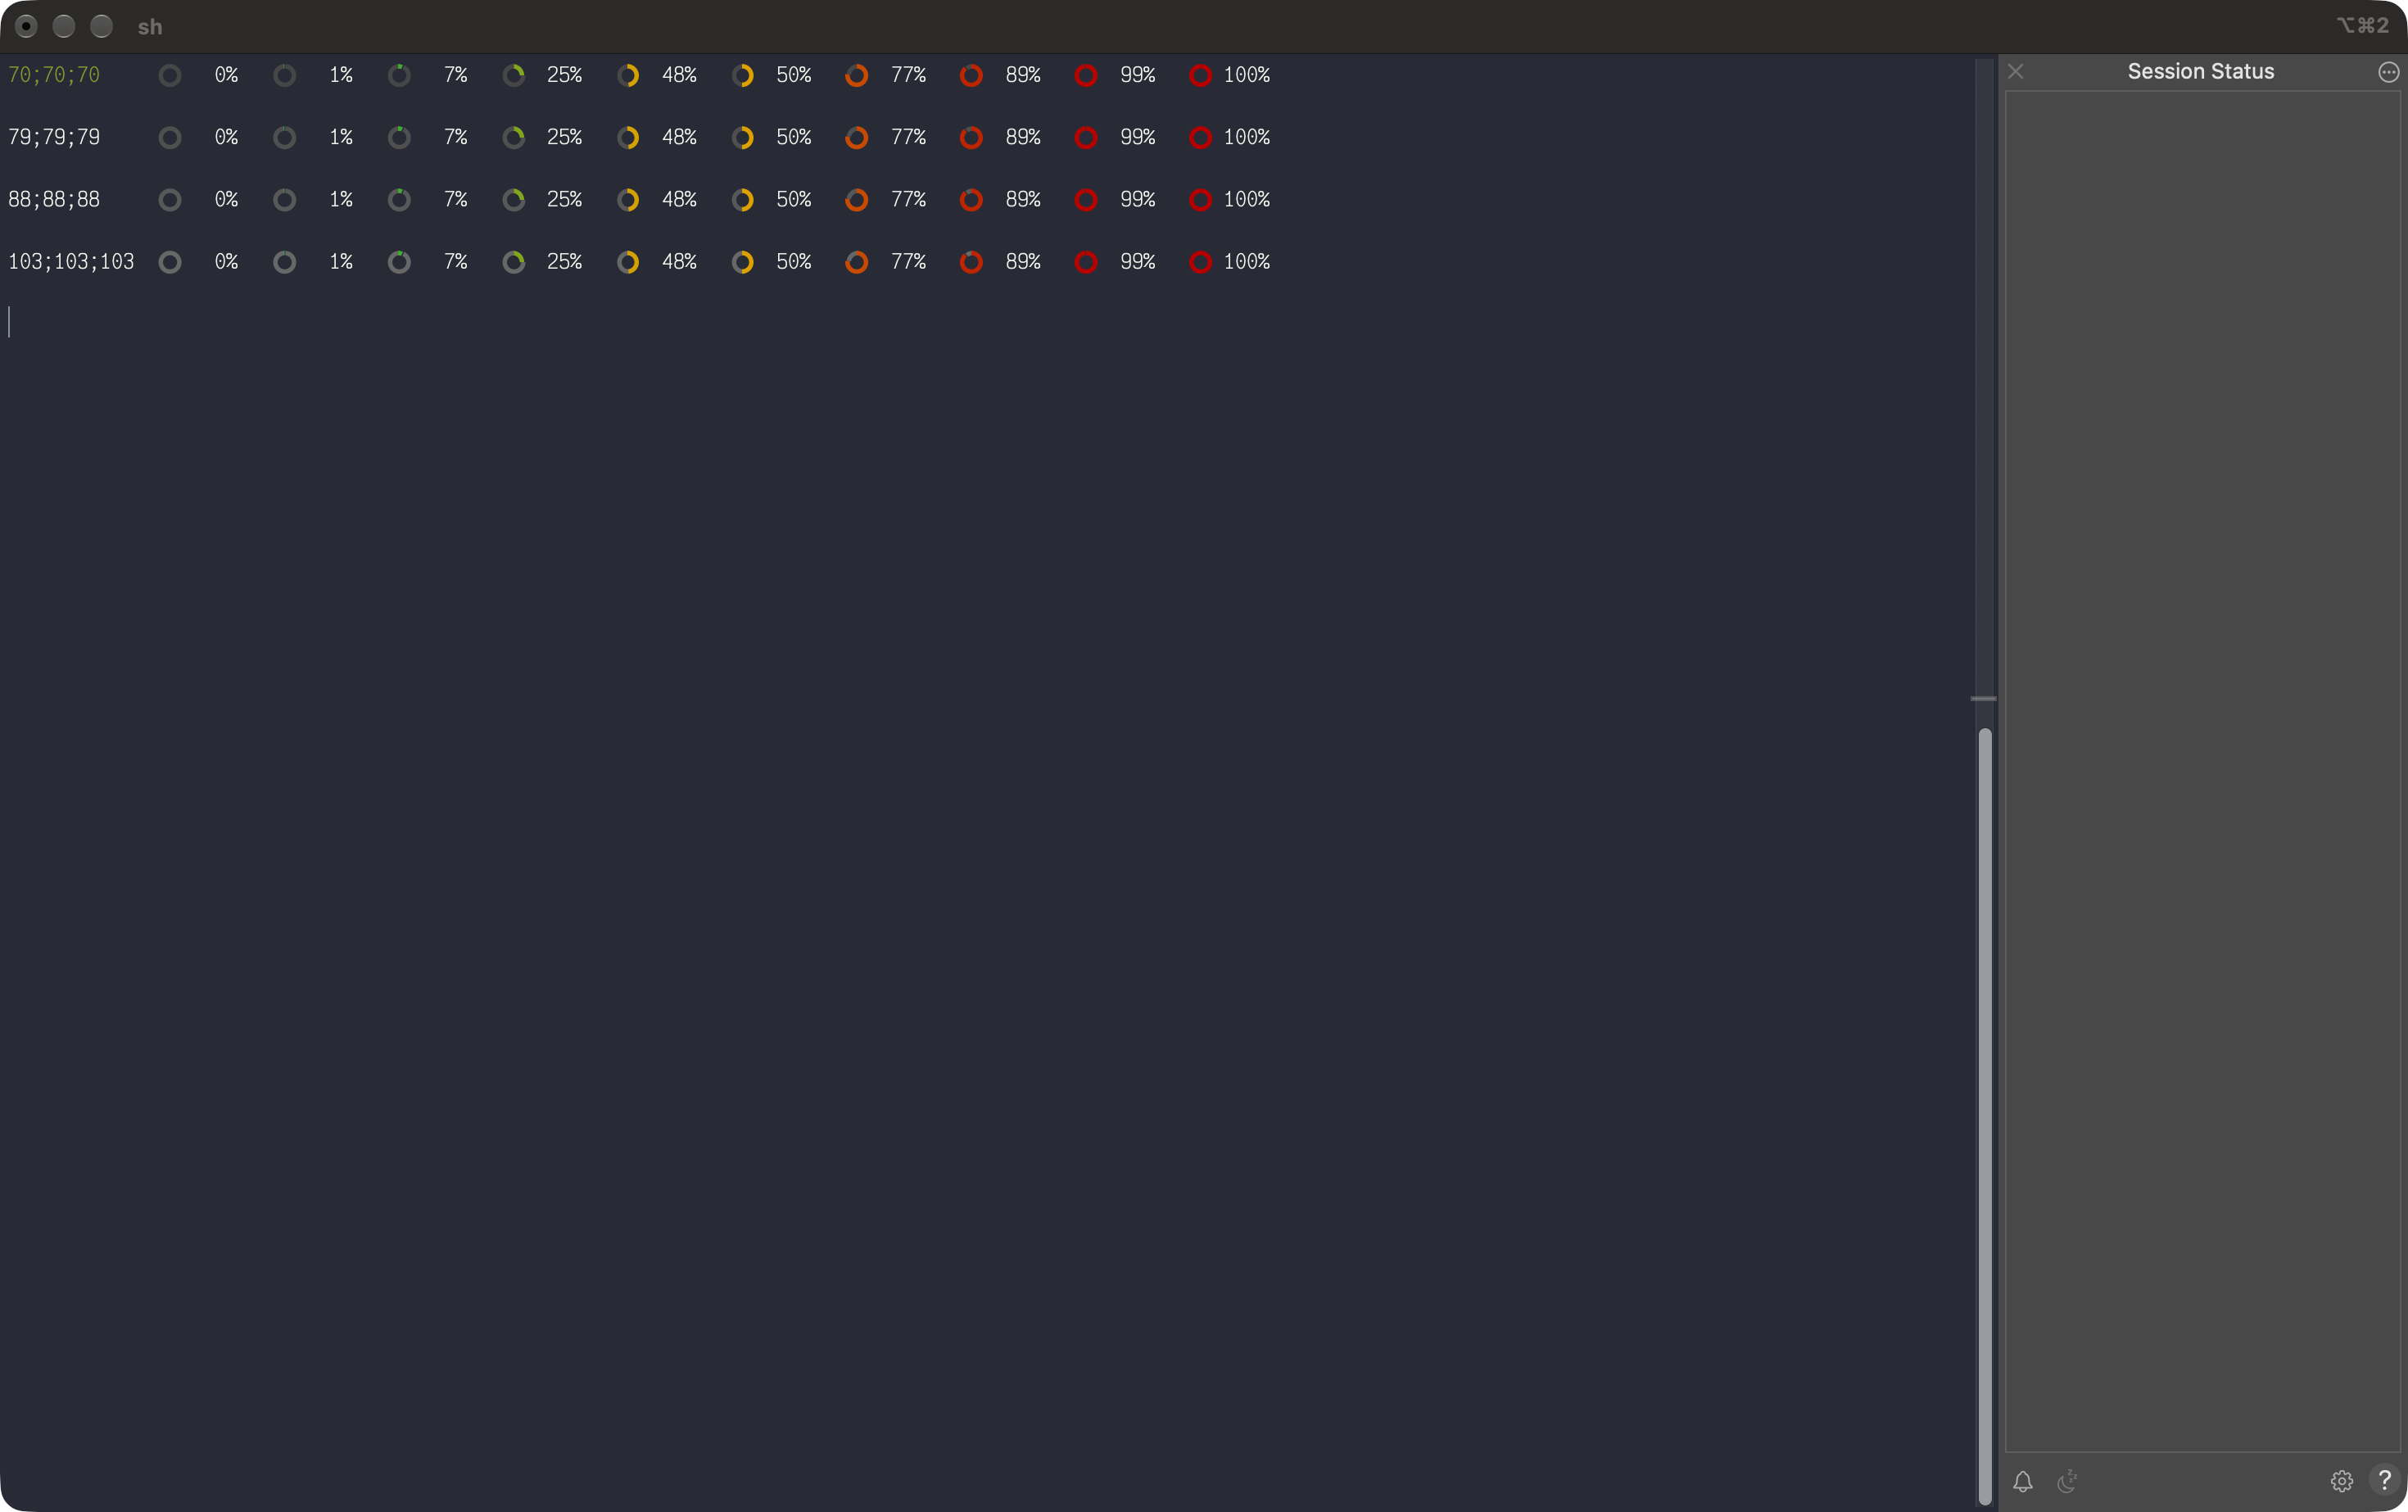 sh
⌥⌘2
70;70;70 0% 1% 7% 25% 48% 50% 77% 89% 99% 100%
79;79;79 0% 1% 7% 25% 48% 50% 77% 89% 99% 100%
88;88;88 0% 1% 7% 25% 48% 50% 77% 89% 99% 100%
103;103;103 0% 1% 7% 25% 48% 50% 77% 89% 99% 100%
Session Status
?